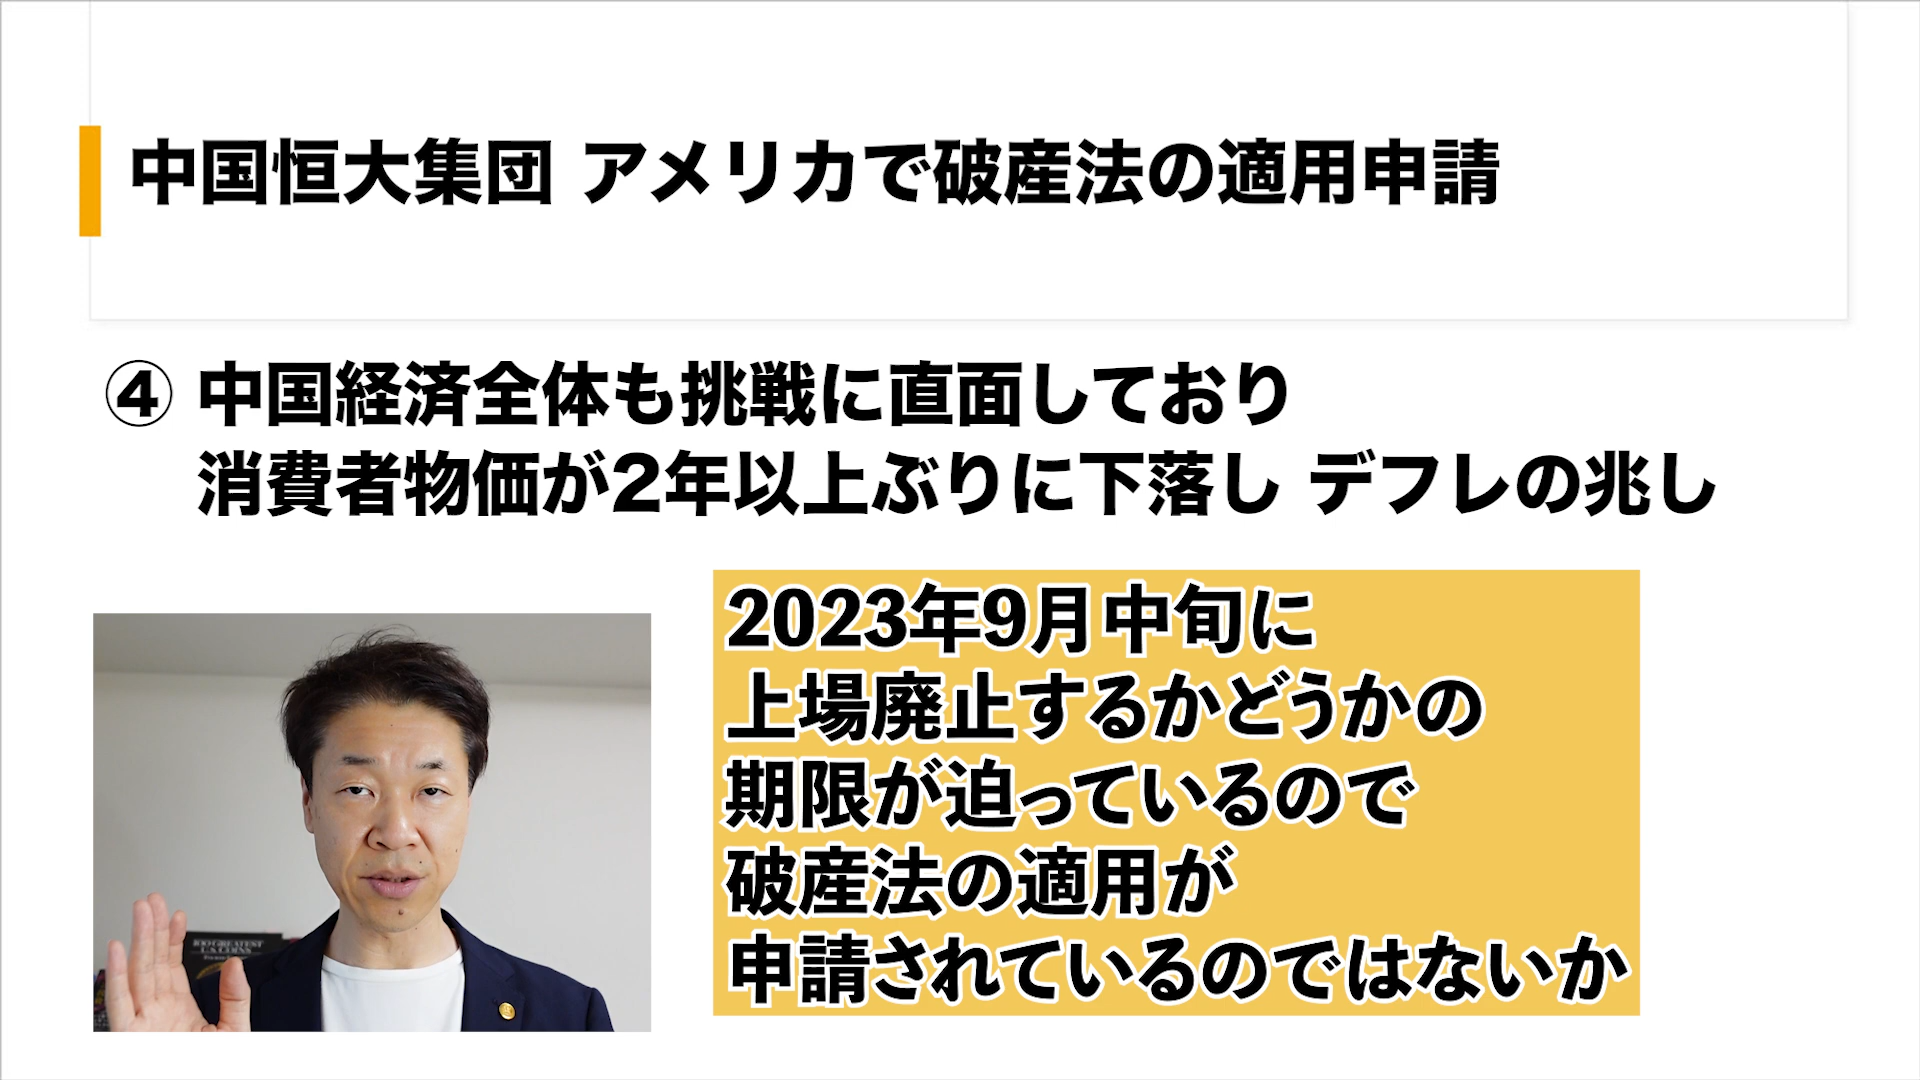 中国恒大集団 アメリカで破産法の適用申請
④ 中国経済全体も挑戦に直面しており
消費者物価が2年以上ぶりに下落し デフレの兆し
2023年9月中旬に
上場廃止するかどうかの
期限が迫っているので
破産法の適用が
申請されているのではないか
100 GREATEST
U.S. COINS